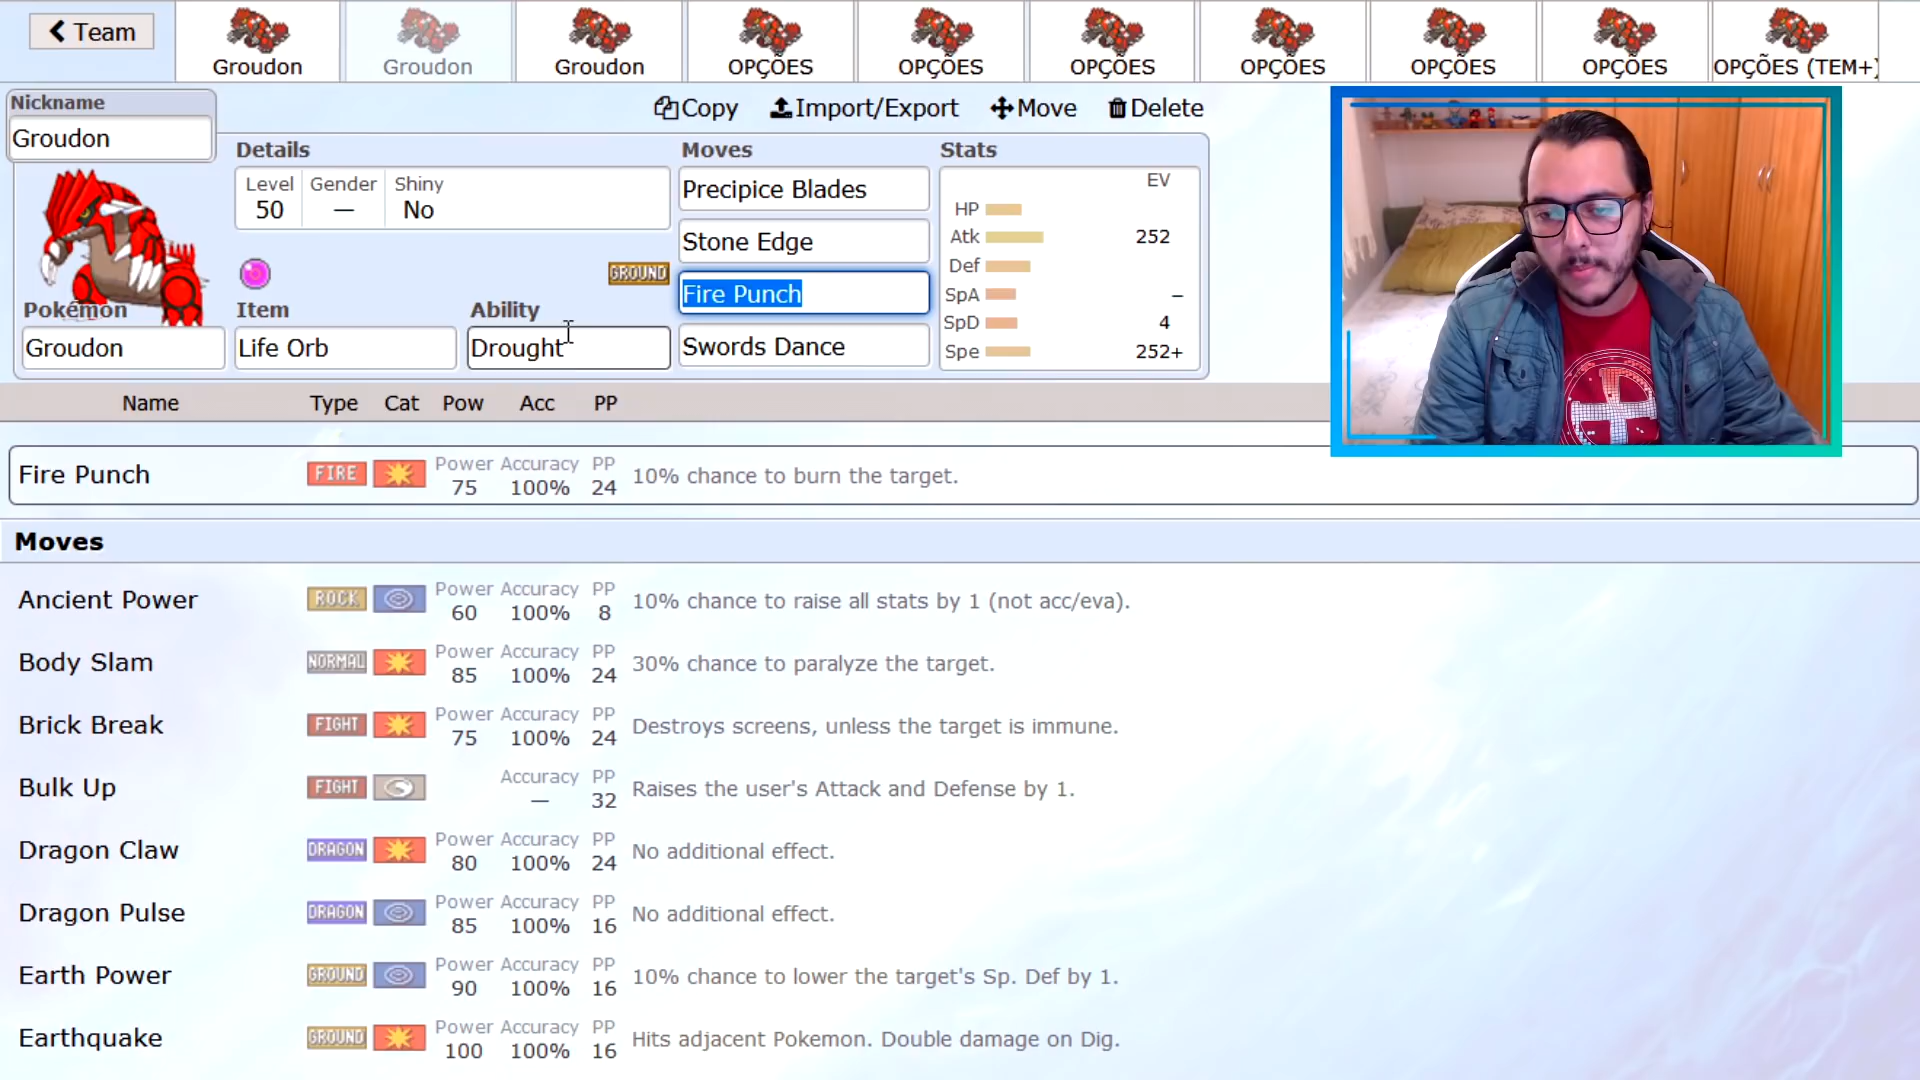 Team
Groudon
Groudon
Groudon
OPÇÕES
OPÇÕES
OPÇÕES
OPÇÕES
OPÇÕES
OPÇÕES
OPÇÕES (TEM+)
Nickname
Groudon
Copy Import/Export Move Delete
Details
Level Gender Shiny
50 — No
GROUND
Pokémon Item Ability
Groudon Life Orb Drought
Moves
Precipice Blades
Stone Edge
Fire Punch
Swords Dance
Stats
EV
HP
Atk 252
Def
SpA –
SpD 4
Spe 252+
Name Type Cat Pow Acc PP
Fire Punch FIRE Power 75 Accuracy 100% PP 24 10% chance to burn the target.
Moves
Ancient Power ROCK Power 60 Accuracy 100% PP 8 10% chance to raise all stats by 1 (not acc/eva).
Body Slam NORMAL Power 85 Accuracy 100% PP 24 30% chance to paralyze the target.
Brick Break FIGHT Power 75 Accuracy 100% PP 24 Destroys screens, unless the target is immune.
Bulk Up FIGHT Accuracy — PP 32 Raises the user's Attack and Defense by 1.
Dragon Claw DRAGON Power 80 Accuracy 100% PP 24 No additional effect.
Dragon Pulse DRAGON Power 85 Accuracy 100% PP 16 No additional effect.
Earth Power GROUND Power 90 Accuracy 100% PP 16 10% chance to lower the target's Sp. Def by 1.
Earthquake GROUND Power 100 Accuracy 100% PP 16 Hits adjacent Pokemon. Double damage on Dig.